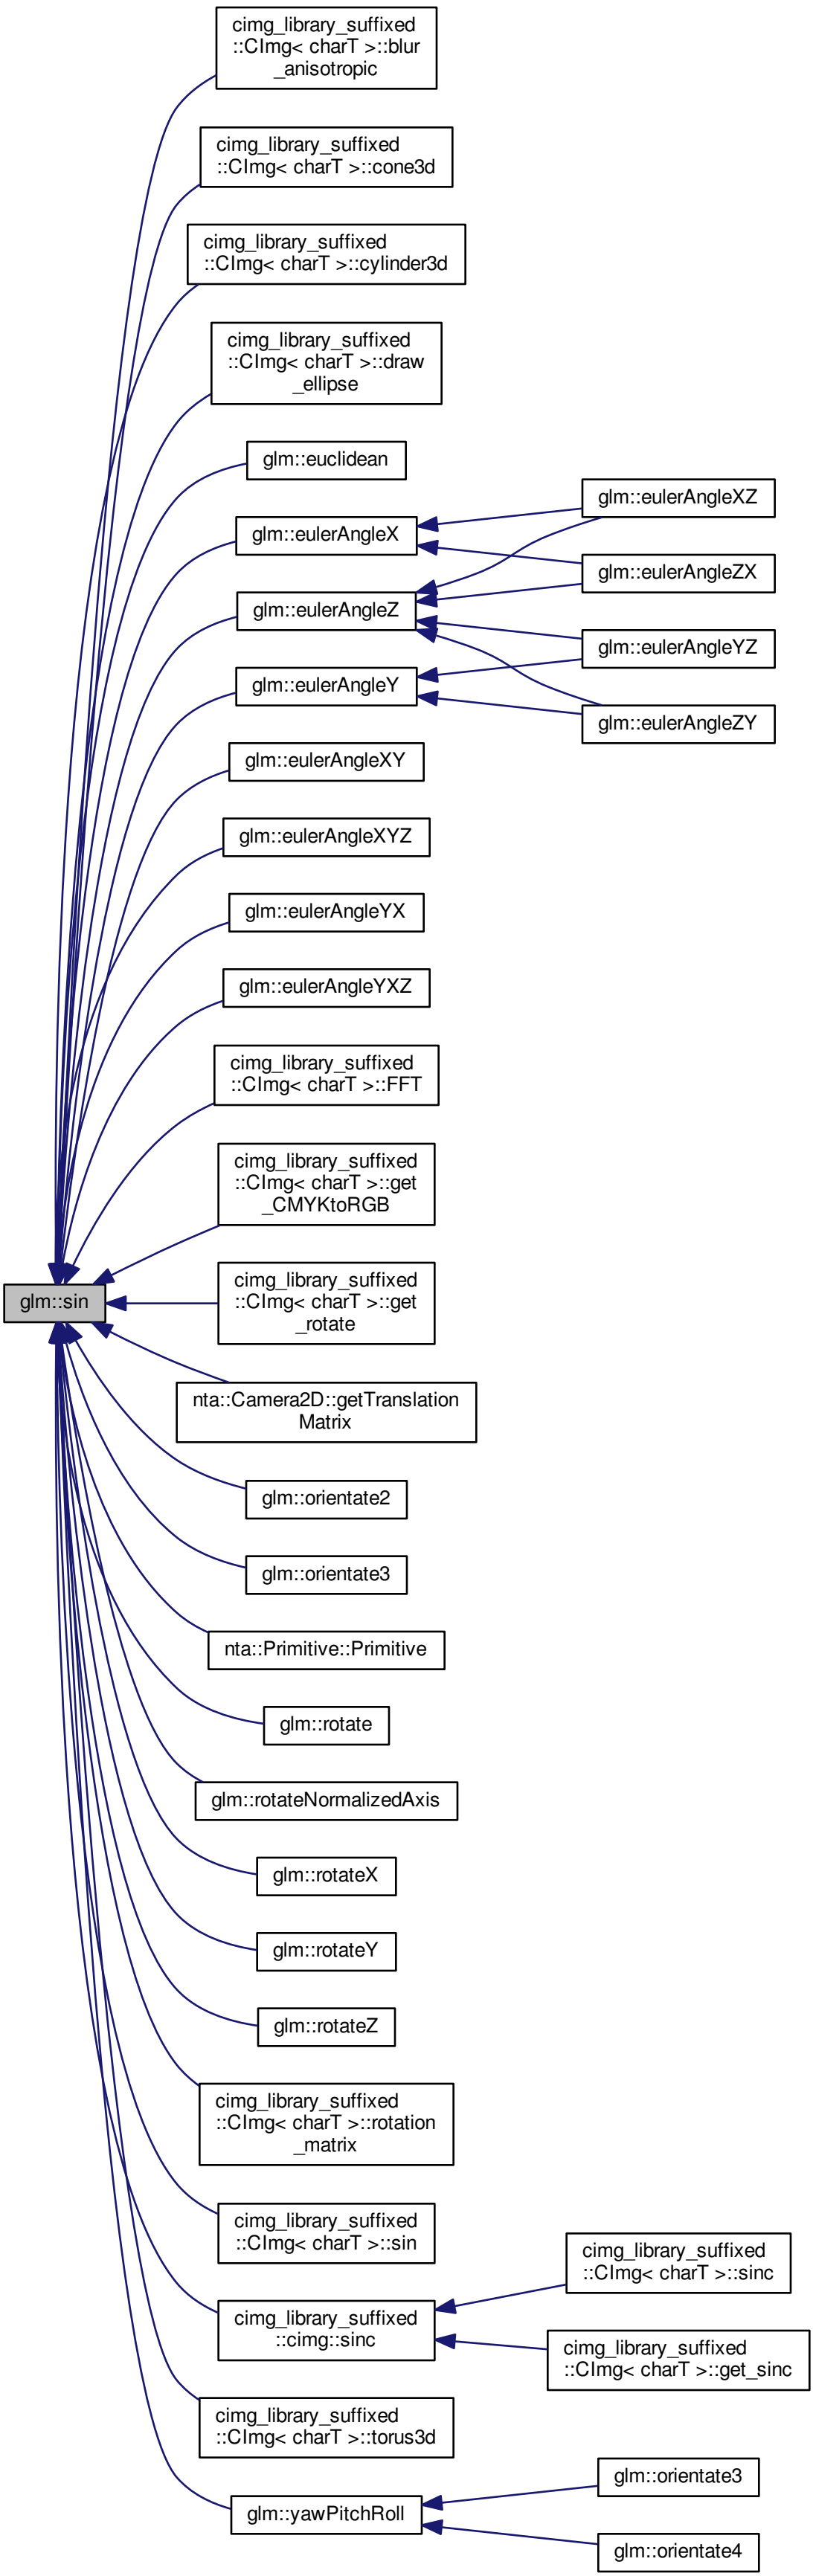 cimg_library_suffixed
::CImg< charT >::blur
_anisotropic
cimg_library_suffixed
::CImg< charT >::cone3d
cimg_library_suffixed
::CImg< charT >::cylinder3d
cimg_library_suffixed
::CImg< charT >::draw
_ellipse
glm::euclidean
glm::eulerAngleX
glm::eulerAngleXZ
glm::eulerAngleZX
glm::eulerAngleZ
glm::eulerAngleYZ
glm::eulerAngleY
glm::eulerAngleZY
glm::eulerAngleXY
glm::eulerAngleXYZ
glm::eulerAngleYX
glm::eulerAngleYXZ
cimg_library_suffixed
::CImg< charT >::FFT
cimg_library_suffixed
::CImg< charT >::get
_CMYKtoRGB
glm::sin
cimg_library_suffixed
::CImg< charT >::get
_rotate
nta::Camera2D::getTranslation
Matrix
glm::orientate2
glm::orientate3
nta::Primitive::Primitive
glm::rotate
glm::rotateNormalizedAxis
glm::rotateX
glm::rotateY
glm::rotateZ
cimg_library_suffixed
::CImg< charT >::rotation
_matrix
cimg_library_suffixed
::CImg< charT >::sin
cimg_library_suffixed
::cimg::sinc
cimg_library_suffixed
::CImg< charT >::sinc
cimg_library_suffixed
::CImg< charT >::get_sinc
cimg_library_suffixed
::CImg< charT >::torus3d
glm::yawPitchRoll
glm::orientate3
glm::orientate4